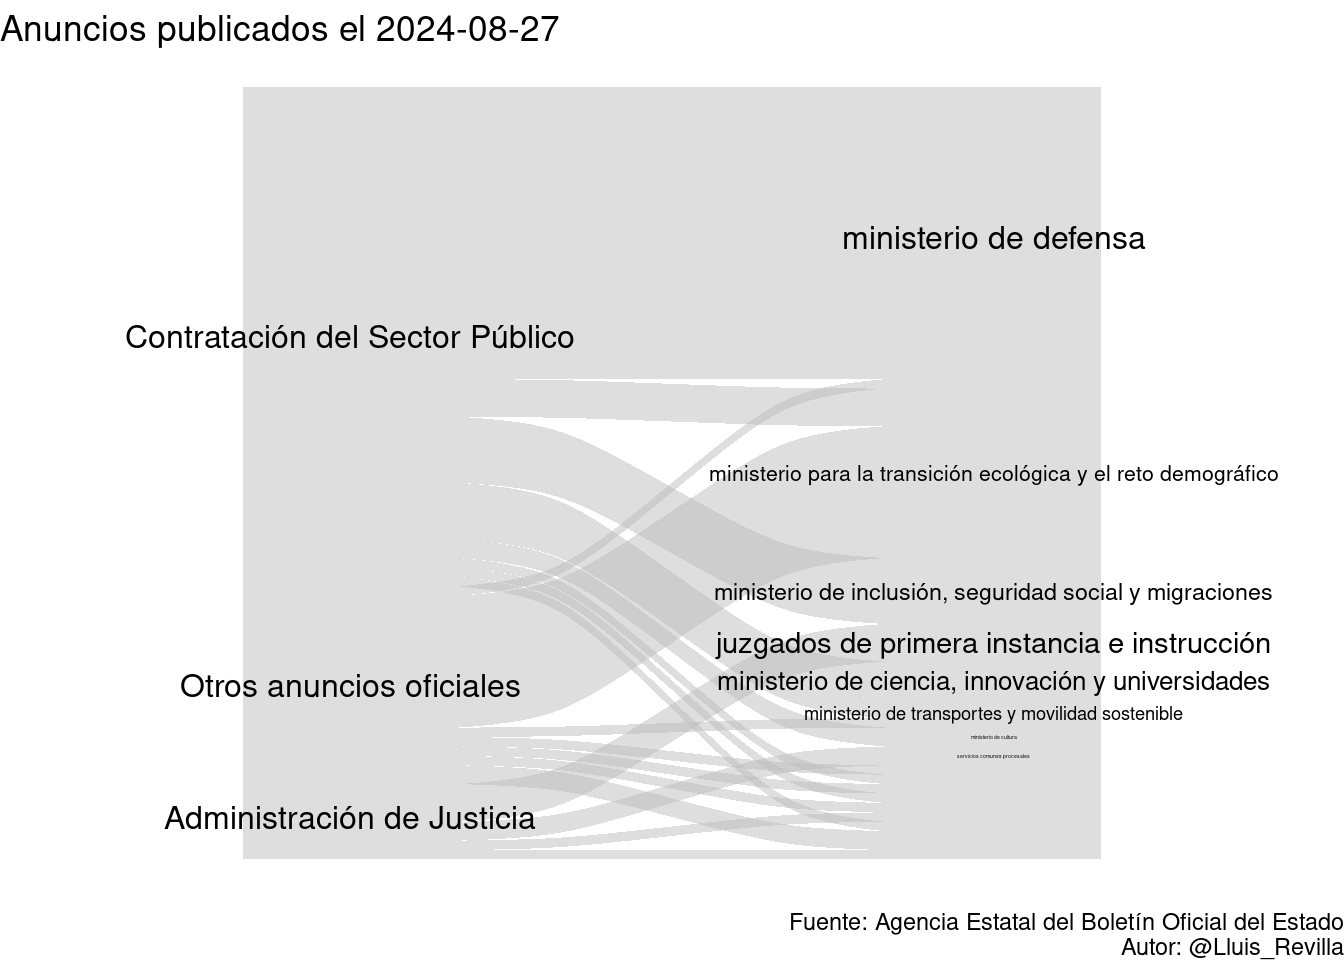 Anuncios publicados el 2024-08-27
ministerio de defensa
Contratación del Sector Público
ministerio para la transición ecológica y el reto demográfico
ministerio de inclusión, seguridad social y migraciones
juzgados de primera instancia e instrucción
ministerio de ciencia, innovación y universidades
Otros anuncios oficiales
ministerio de transportes y movilidad sostenible
ministerio de cultura
servicios comunes procesales
Administración de Justicia
Fuente: Agencia Estatal del Boletín Oficial del Estado
Autor: @Lluis_Revilla